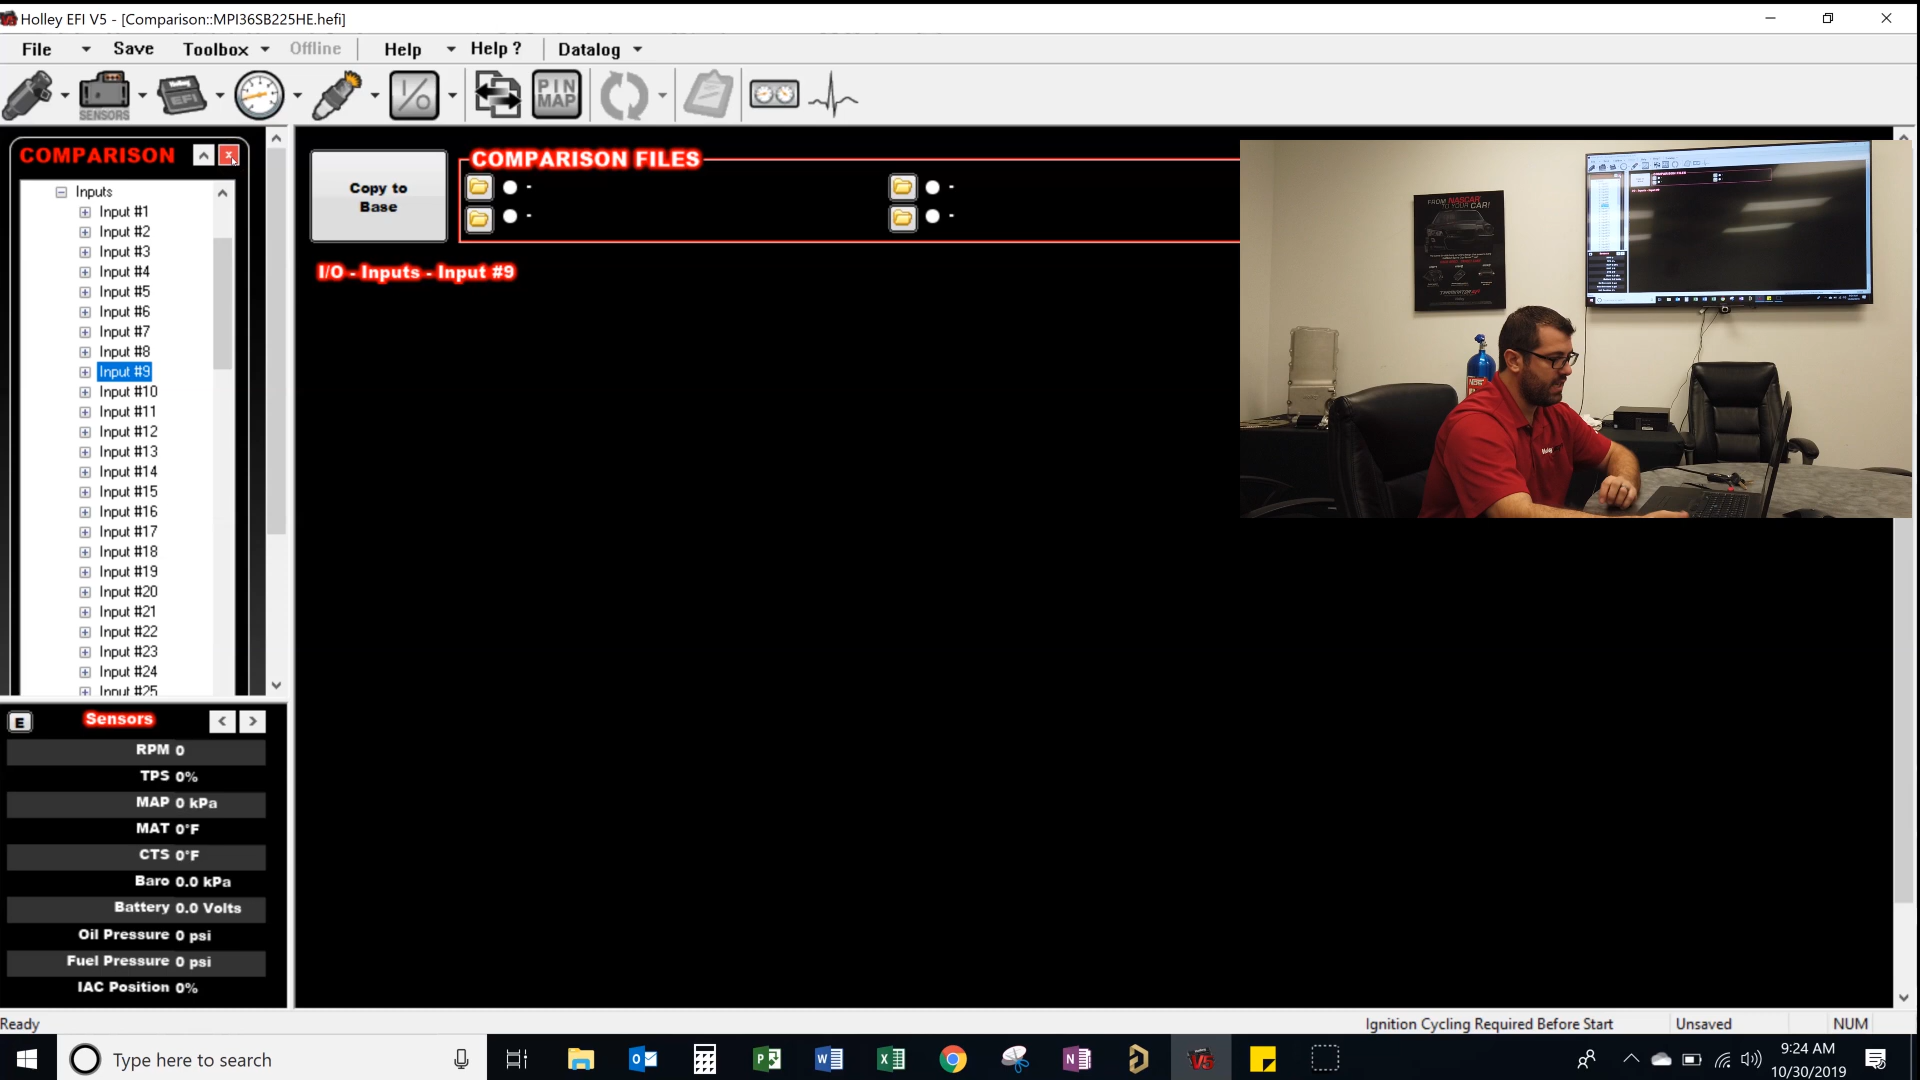 Holley EFI V5 - [Comparison::MPI36SB225HE.hefi]
File Save Toolbox Offline Help Help ? Datalog
SENSORS
EFI
I/O
PIN MAP
COMPARISON
Inputs
Input #1
Input #2
Input #3
Input #4
Input #5
Input #6
Input #7
Input #8
Input #9
Input #10
Input #11
Input #12
Input #13
Input #14
Input #15
Input #16
Input #17
Input #18
Input #19
Input #20
Input #21
Input #22
Input #23
Input #24
Input #25
Copy to
Base
COMPARISON FILES
-
-
-
-
I/O - Inputs - Input #9
FROM NASCAR
TO YOUR CAR!
E Sensors < >
RPM 0
TPS 0%
MAP 0 kPa
MAT 0°F
CTS 0°F
Baro 0.0 kPa
Battery 0.0 Volts
Oil Pressure 0 psi
Fuel Pressure 0 psi
IAC Position 0%
Ready
Ignition Cycling Required Before Start Unsaved NUM
Type here to search
9:24 AM
10/30/2019